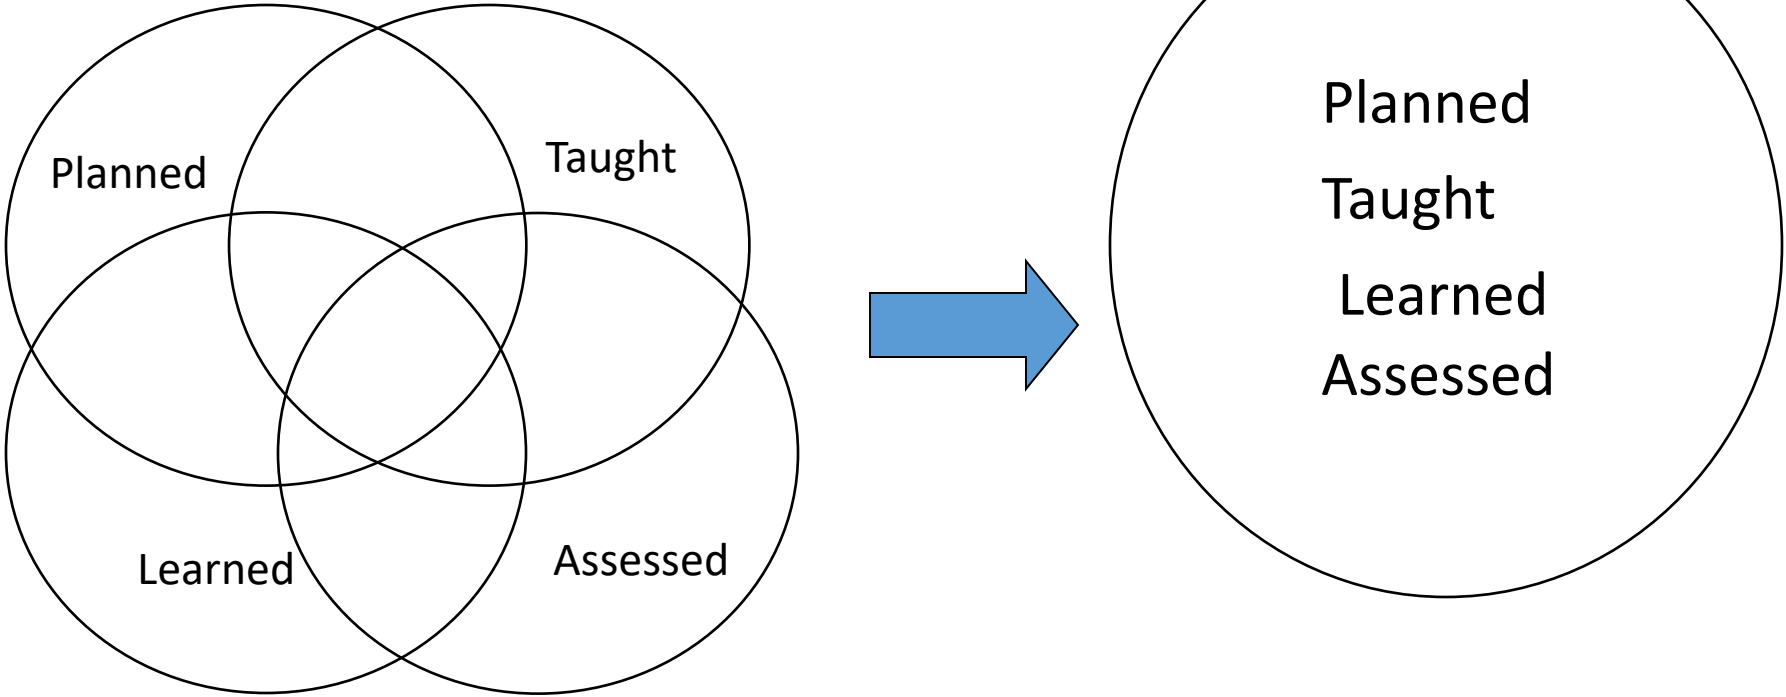 Planned
Taught
Learned
Assessed
Planned
Taught
Learned
Assessed